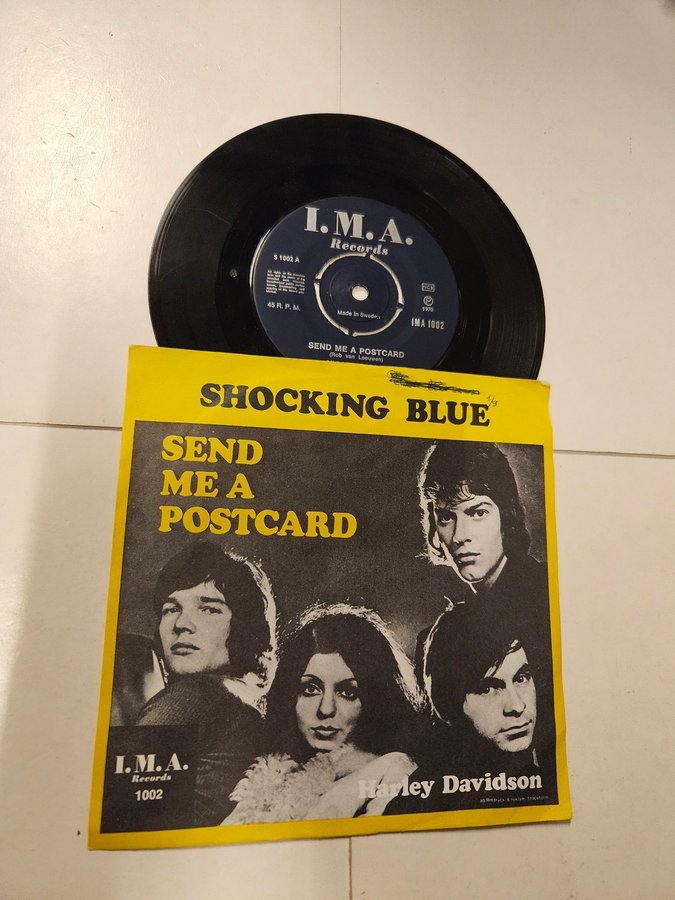 I.M.A.
Records
S 1002 A
45 R. P. M.
Made in Sweden
NCB
P
1970
IMA 1002
SEND ME A POSTCARD
(Rob van Leeuwen)
SHOCKING BLUE
SEND
ME A
POSTCARD
I.M.A.
Records
1002
Harley Davidson